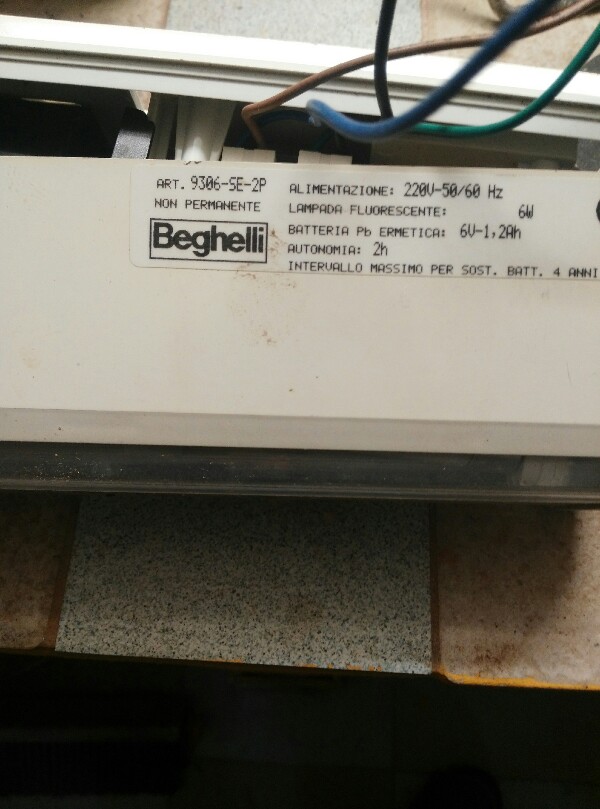 ART. 9306-SE-2P
NON PERMANENTE
Beghelli
ALIMENTAZIONE: 220V-50/60 Hz
LAMPADA FLUORESCENTE: 6W
BATTERIA Pb ERMETICA: 6V-1,2Ah
AUTONOMIA: 2h
INTERVALLO MASSIMO PER SOST. BATT. 4 ANNI